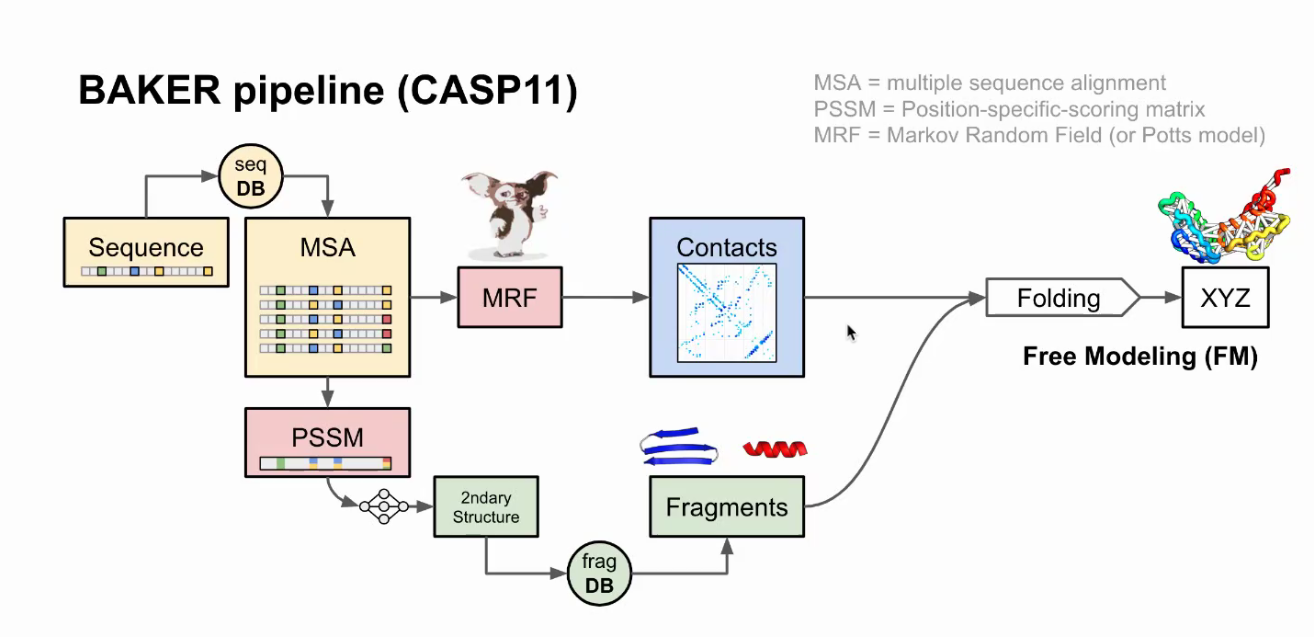 BAKER pipeline (CASP11)
MSA = multiple sequence alignment
PSSM = Position-specific-scoring matrix
MRF = Markov Random Field (or Potts model)
seq
DB
Sequence
MSA
MRF
Contacts
Folding
XYZ
Free Modeling (FM)
PSSM
2ndary
Structure
Fragments
frag
DB